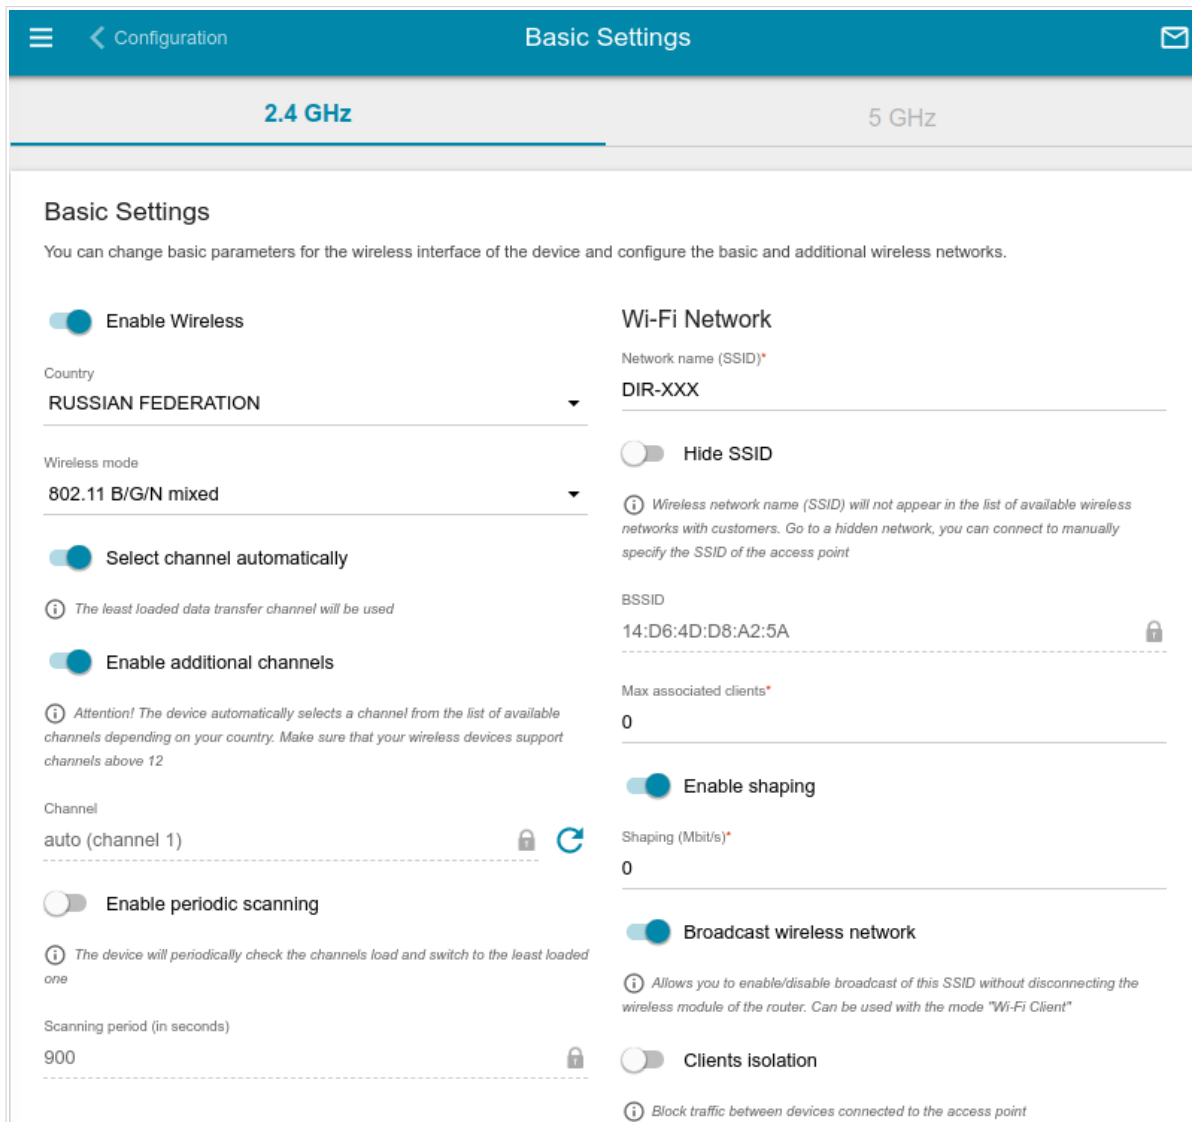 Configuration
Basic Settings
2.4 GHz
5 GHz
Basic Settings
You can change basic parameters for the wireless interface of the device and configure the basic and additional wireless networks.
Enable Wireless
Country
RUSSIAN FEDERATION
Wireless mode
802.11 B/G/N mixed
Select channel automatically
The least loaded data transfer channel will be used
Enable additional channels
Attention! The device automatically selects a channel from the list of available
channels depending on your country. Make sure that your wireless devices support
channels above 12
Channel
auto (channel 1)
Enable periodic scanning
The device will periodically check the channels load and switch to the least loaded
one
Scanning period (in seconds)
900
Wi-Fi Network
Network name (SSID)*
DIR-XXX
Hide SSID
Wireless network name (SSID) will not appear in the list of available wireless
networks with customers. Go to a hidden network, you can connect to manually
specify the SSID of the access point
BSSID
14:D6:4D:D8:A2:5A
Max associated clients*
0
Enable shaping
Shaping (Mbit/s)*
0
Broadcast wireless network
Allows you to enable/disable broadcast of this SSID without disconnecting the
wireless module of the router. Can be used with the mode "Wi-Fi Client"
Clients isolation
Block traffic between devices connected to the access point